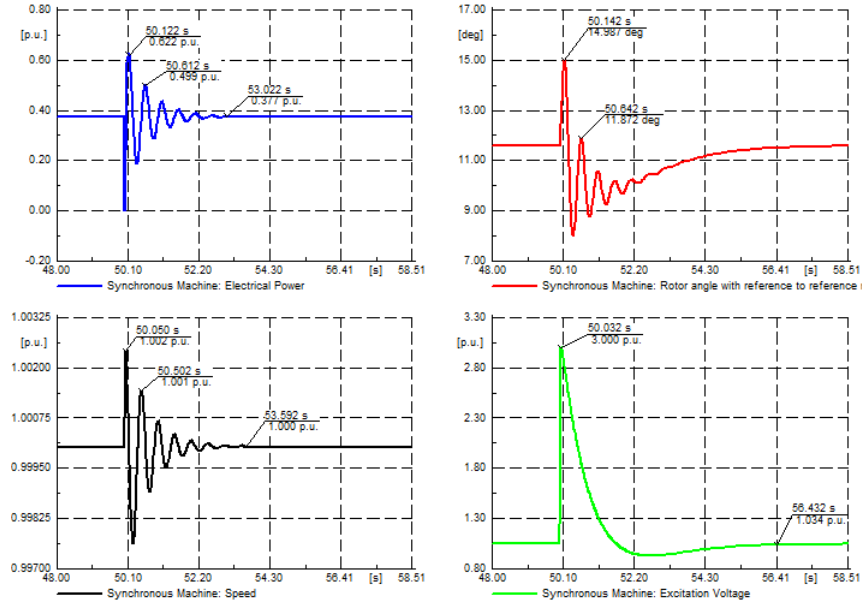 0.80
[p.u.]
0.60
0.40
0.20
0.00
-0.20
50.122 s
0.622 p.u.
50.612 s
0.499 p.u.
53.022 s
0.377 p.u.
48.00 50.10 52.20 54.30 56.41 [s] 58.51
Synchronous Machine: Electrical Power
17.00
[deg]
15.00
13.00
11.00
9.00
7.00
50.142 s
14.987 deg
50.642 s
11.872 deg
48.00 50.10 52.20 54.30 56.41 [s] 58.51
Synchronous Machine: Rotor angle with reference to reference
1.00325
[p.u.]
1.00200
1.00075
0.99950
0.99825
0.99700
50.050 s
1.002 p.u.
50.502 s
1.001 p.u.
53.592 s
1.000 p.u.
48.00 50.10 52.20 54.30 56.41 [s] 58.51
Synchronous Machine: Speed
3.30
[p.u.]
2.80
2.30
1.80
1.30
0.80
50.032 s
3.000 p.u.
56.432 s
1.034 p.u.
48.00 50.10 52.20 54.30 56.41 [s] 58.51
Synchronous Machine: Excitation Voltage